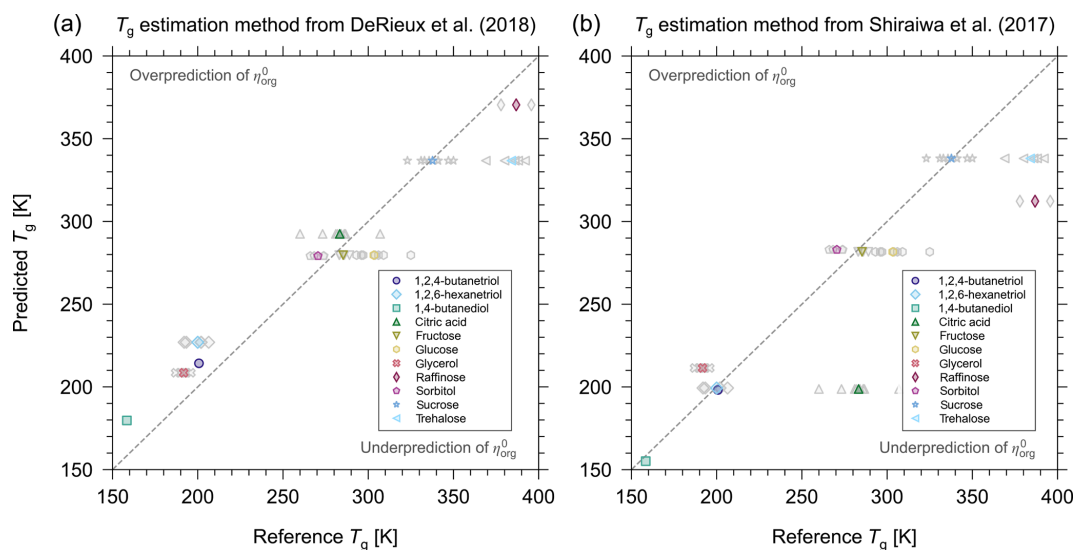 (a) Tg estimation method from DeRieux et al. (2018)
Predicted Tg [K]
400
350
300
250
200
150
Overprediction of η⁰org
1,2,4-butanetriol
1,2,6-hexanetriol
1,4-butanediol
Citric acid
Fructose
Glucose
Glycerol
Raffinose
Sorbitol
Sucrose
Trehalose
Underprediction of η⁰org
150 200 250 300 350 400
Reference Tg [K]
(b) Tg estimation method from Shiraiwa et al. (2017)
400
350
300
250
200
150
Overprediction of η⁰org
1,2,4-butanetriol
1,2,6-hexanetriol
1,4-butanediol
Citric acid
Fructose
Glucose
Glycerol
Raffinose
Sorbitol
Sucrose
Trehalose
Underprediction of η⁰org
150 200 250 300 350 400
Reference Tg [K]